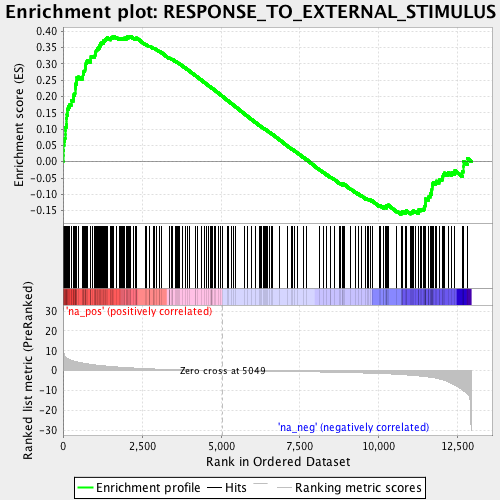 Enrichment plot: RESPONSE_TO_EXTERNAL_STIMULUS
Enrichment score (ES)
0.40
0.35
0.30
0.25
0.20
0.15
0.10
0.05
0.00
-0.05
-0.10
-0.15
'na_pos' (positively correlated)
Ranked list metric (PreRanked)
30
20
10
0
-10
-20
-30
Zero cross at 5049
'na_neg' (negatively correlated)
0
2,500
5,000
7,500
10,000
12,500
Rank in Ordered Dataset
Enrichment profile
Hits
Ranking metric scores